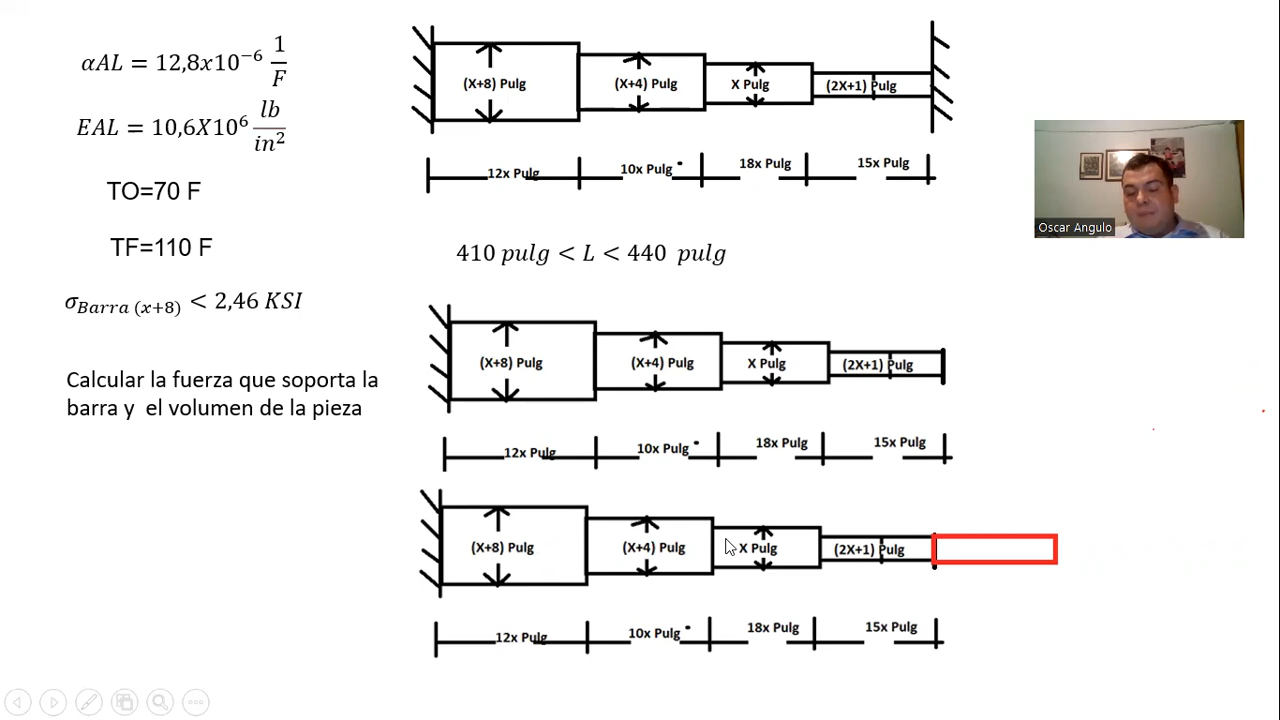 αAL = 12,8x10⁻⁶ 1/F
EAL = 10,6X10⁶ lb/in²
TO=70 F
TF=110 F
σBarra (x+8) < 2,46 KSI
Calcular la fuerza que soporta la
barra y el volumen de la pieza
(X+8) Pulg (X+4) Pulg X Pulg (2X+1) Pulg
12x Pulg 10x Pulg 18x Pulg 15x Pulg
410 pulg < L < 440 pulg
(X+8) Pulg (X+4) Pulg X Pulg (2X+1) Pulg
12x Pulg 10x Pulg 18x Pulg 15x Pulg
(X+8) Pulg (X+4) Pulg X Pulg (2X+1) Pulg
12x Pulg 10x Pulg 18x Pulg 15x Pulg
Oscar Angulo